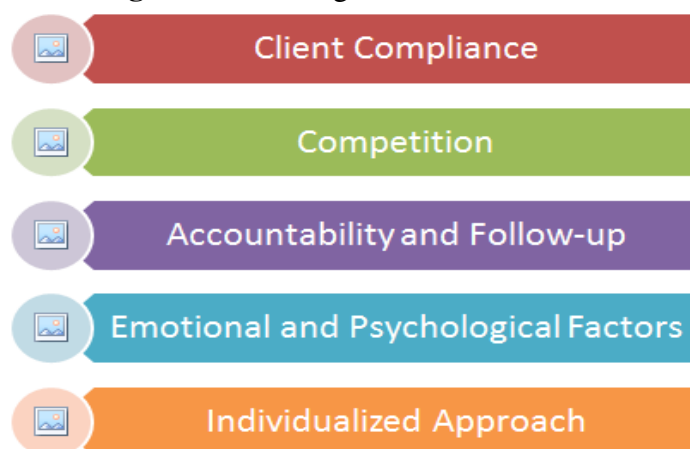 Client Compliance
Competition
Accountability and Follow-up
Emotional and Psychological Factors
Individualized Approach